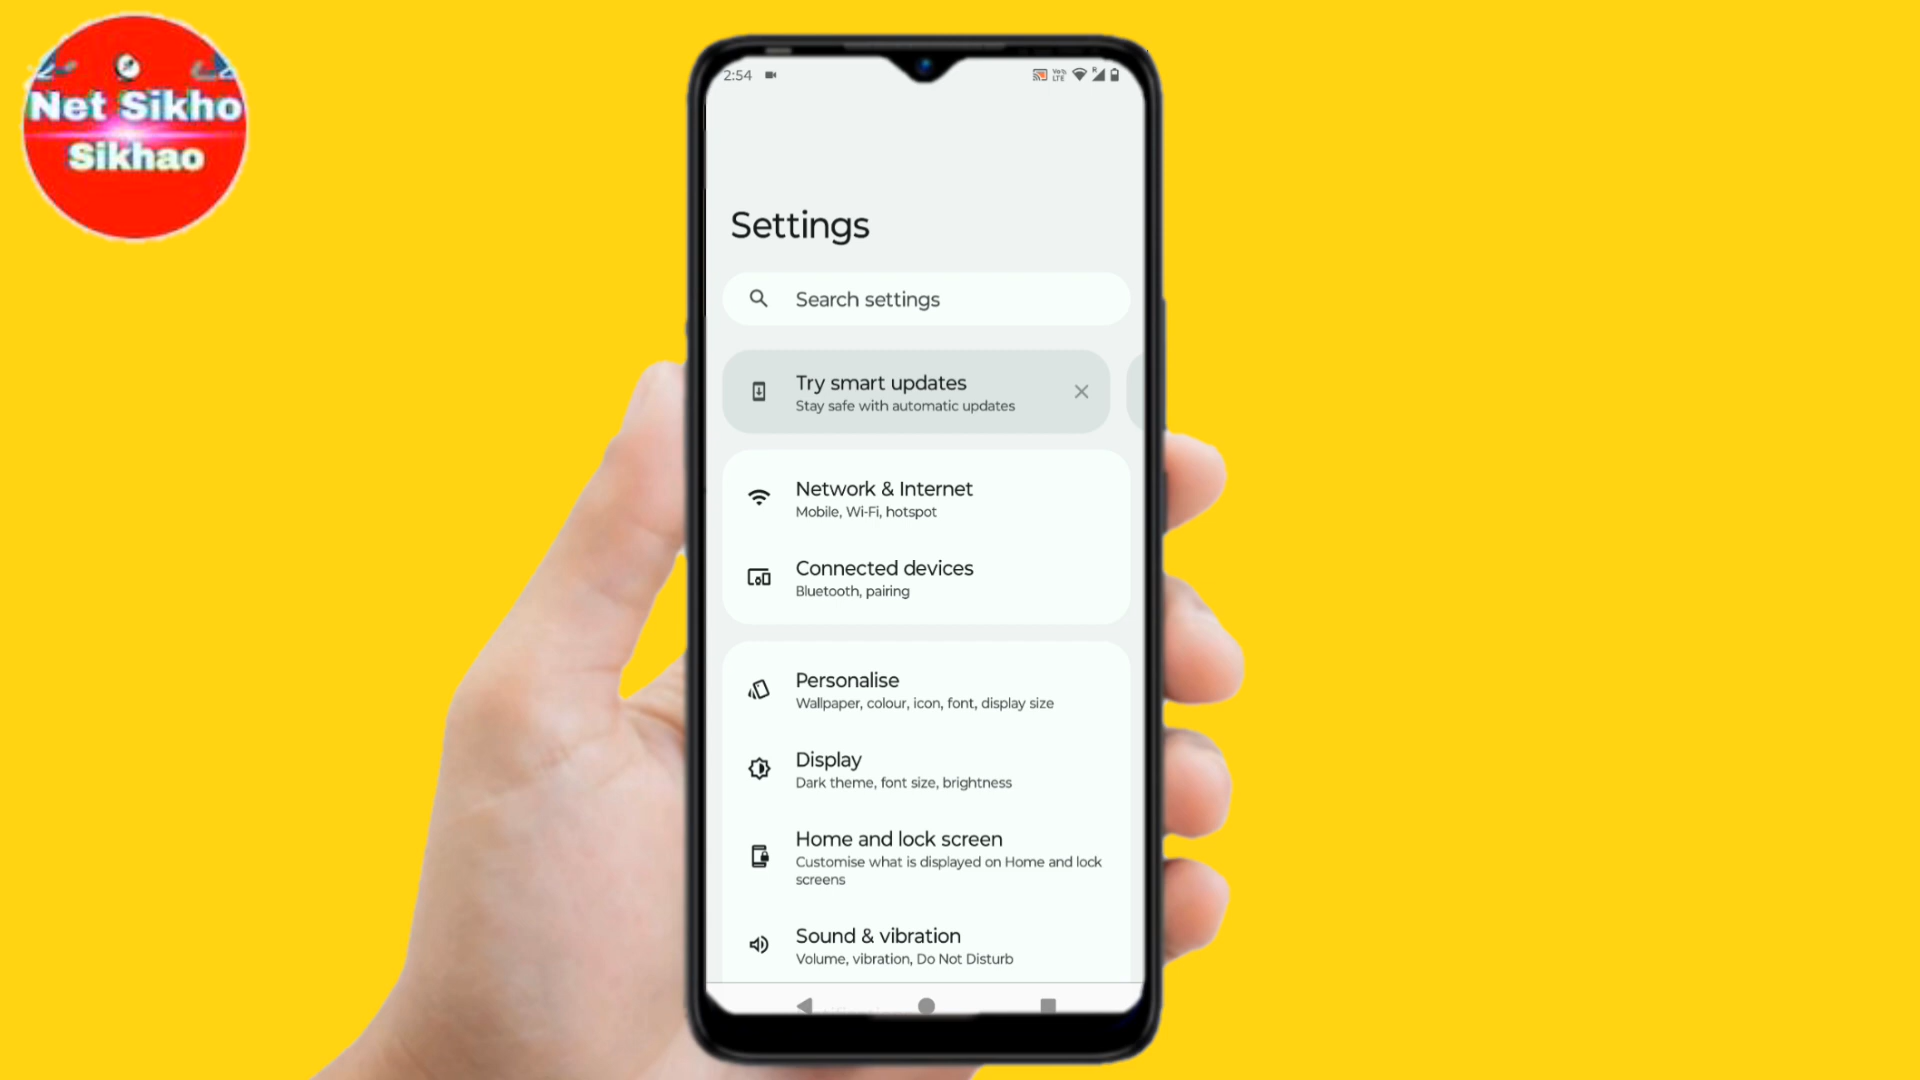 Net Sikho
Sikhao
2:54
Vo
LTE
R
Settings
Search settings
Try smart updates
Stay safe with automatic updates
Network & Internet
Mobile, Wi-Fi, hotspot
Connected devices
Bluetooth, pairing
Personalise
Wallpaper, colour, icon, font, display size
Display
Dark theme, font size, brightness
Home and lock screen
Customise what is displayed on Home and lock
screens
Sound & vibration
Volume, vibration, Do Not Disturb